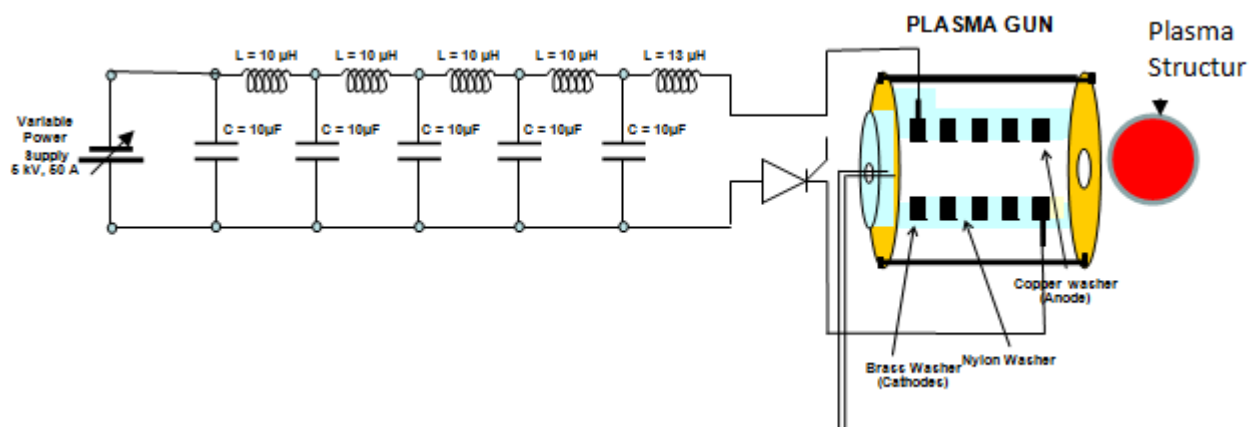 PLASMA GUN
Plasma
Structur
L = 10 µH
L = 10 µH
L = 10 µH
L = 10 µH
L = 13 µH
Variable
Power
Supply
5 kV, 50 A
C = 10µF
C = 10µF
C = 10µF
C = 10µF
C = 10µF
Copper washer
(Anode)
Brass Washer
(Cathodes)
Nylon Washer